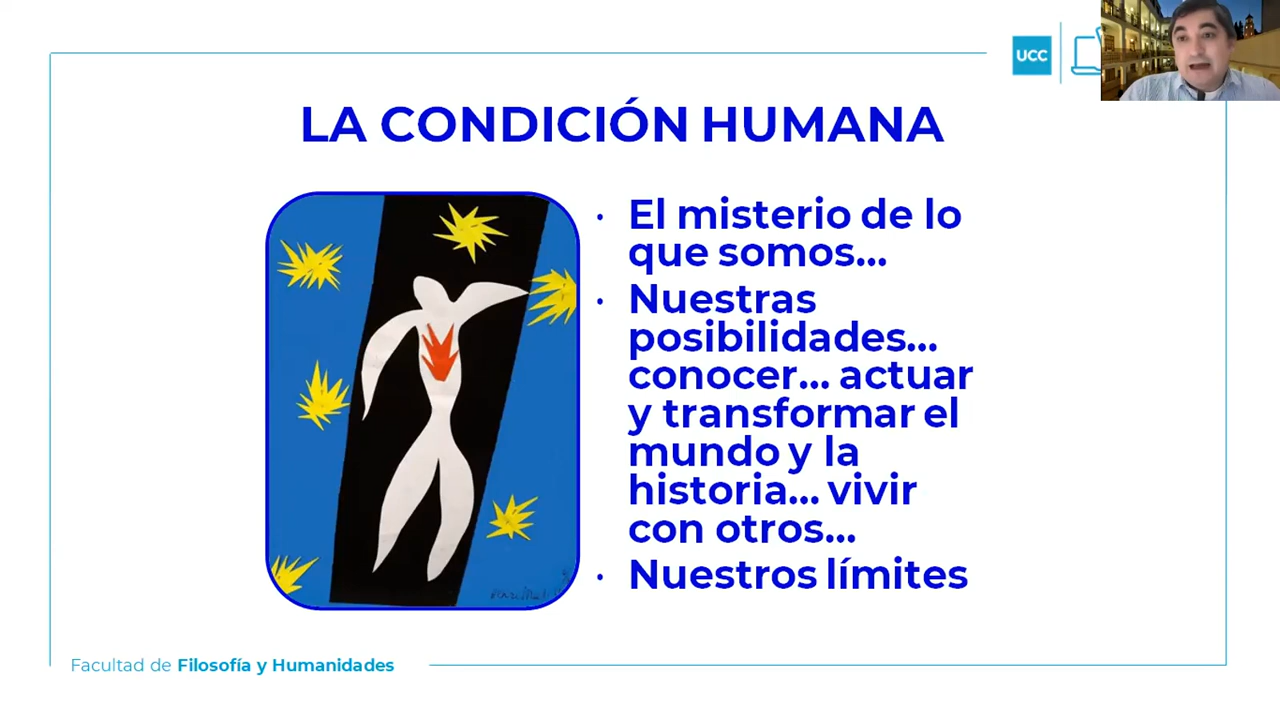 UCC
LA CONDICIÓN HUMANA
· El misterio de lo
que somos...
· Nuestras
posibilidades...
conocer... actuar
y transformar el
mundo y la
historia... vivir
con otros...
· Nuestros límites
Facultad de Filosofía y Humanidades